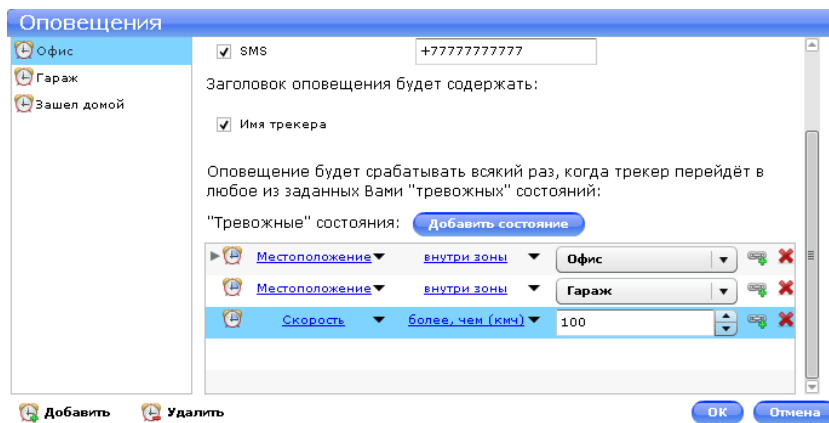 Оповещения
Офис
Гараж
Зашел домой
SMS +77777777777
Заголовок оповещения будет содержать:
Имя трекера
Оповещение будет срабатывать всякий раз, когда трекер перейдёт в
любое из заданных Вами "тревожных" состояний:
"Тревожные" состояния: Добавить состояние
Местоположение внутри зоны Офис
Местоположение внутри зоны Гараж
Скорость более, чем (кмч) 100
Добавить Удалить OK Отмена